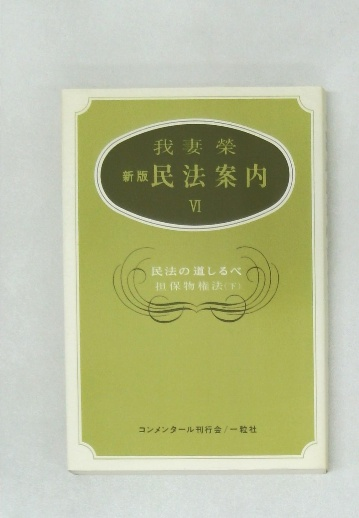 我妻榮
新版 民法案内
Ⅵ
民法の道しるべ
担保物権法(下)
コンメンタール刊行会/一粒社